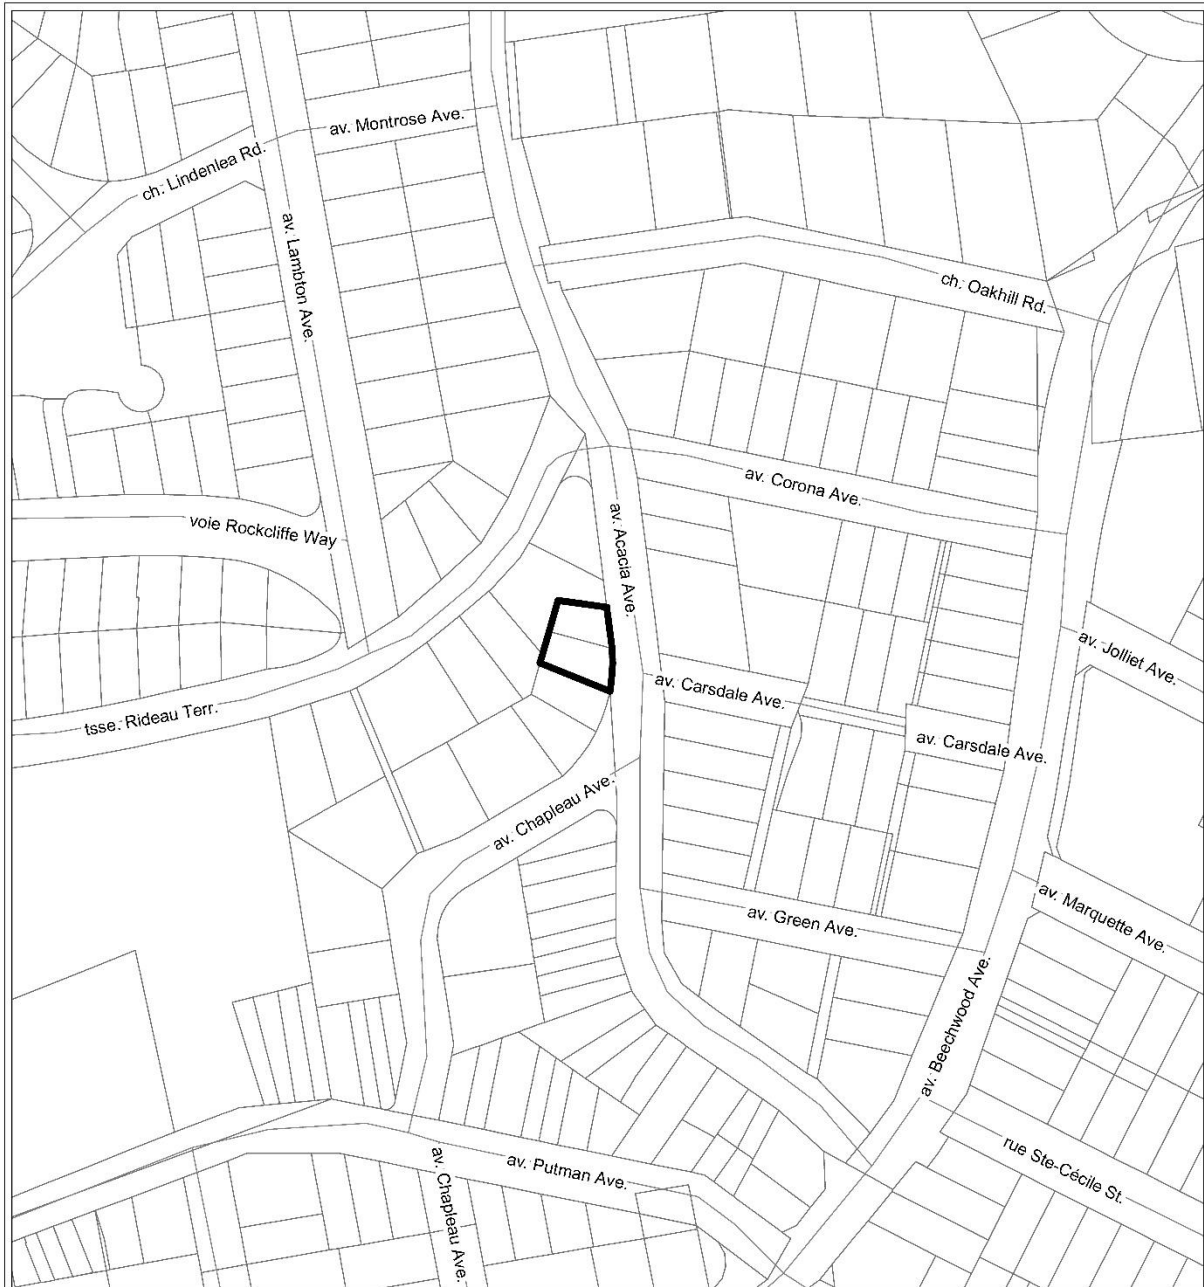 av. Montrose Ave.
ch. Lindenlea Rd.
av. Lambton Ave.
ch. Oakhill Rd.
av. Corona Ave.
voie Rockcliffe Way
av. Acacia Ave.
av. Jolliet Ave.
av. Carsdale Ave.
tsse. Rideau Terr.
av. Carsdale Ave.
av. Chapleau Ave.
av. Green Ave.
av. Marquette Ave.
av. Beechwood Ave.
rue Ste-Cécile St.
av. Putman Ave.
av. Chapleau Ave.